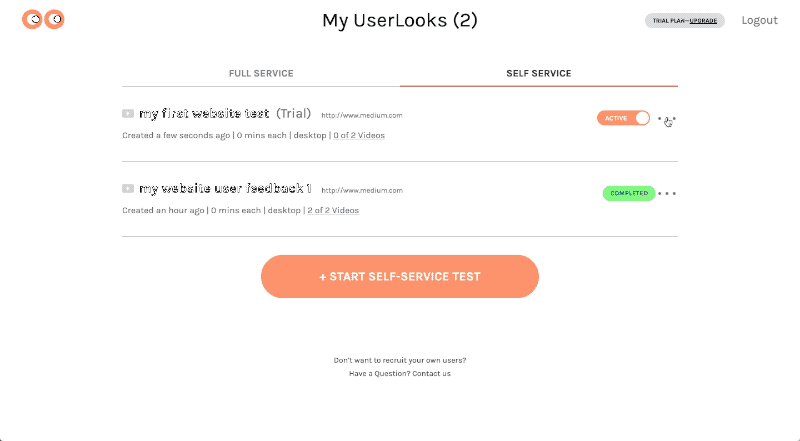 My UserLooks (2)
TRIAL PLAN—UPGRADE
Logout
FULL SERVICE
SELF SERVICE
my first website test (Trial) http://www.medium.com
ACTIVE
Created a few seconds ago | 0 mins each | desktop | 0 of 2 Videos
my website user feedback 1 http://www.medium.com
COMPLETED
Created an hour ago | 0 mins each | desktop | 2 of 2 Videos
+ START SELF-SERVICE TEST
Don't want to recruit your own users?
Have a Question? Contact us